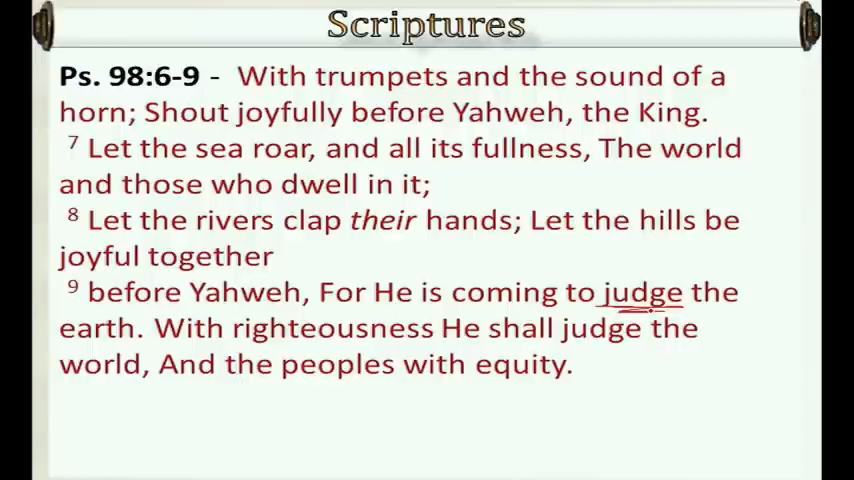 Scriptures
Ps. 98:6-9 - With trumpets and the sound of a
horn; Shout joyfully before Yahweh, the King.
7 Let the sea roar, and all its fullness, The world
and those who dwell in it;
8 Let the rivers clap their hands; Let the hills be
joyful together
9 before Yahweh, For He is coming to judge the
earth. With righteousness He shall judge the
world, And the peoples with equity.